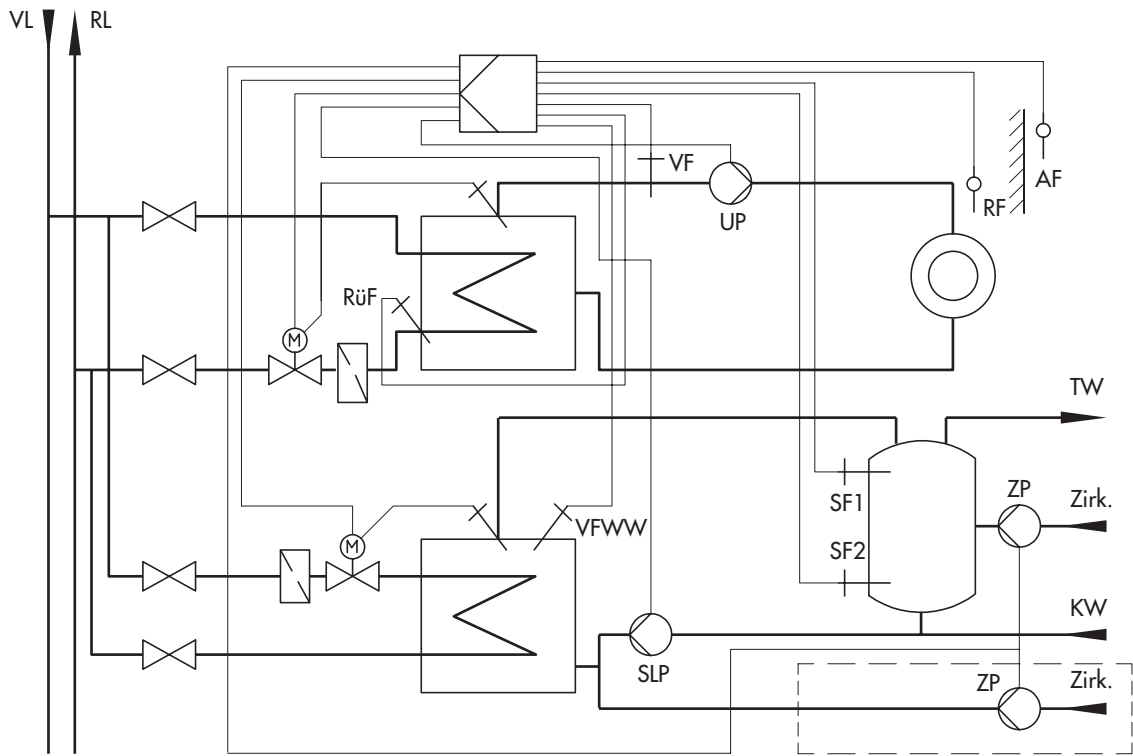 VL
RL
VF
UP
RF
AF
RüF
M
TW
SF1
ZP
Zirk.
VFWW
M
SF2
KW
SLP
ZP
Zirk.